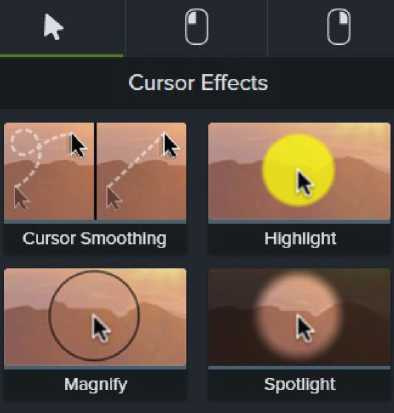 Cursor Effects
Cursor Smoothing
Highlight
Magnify
Spotlight